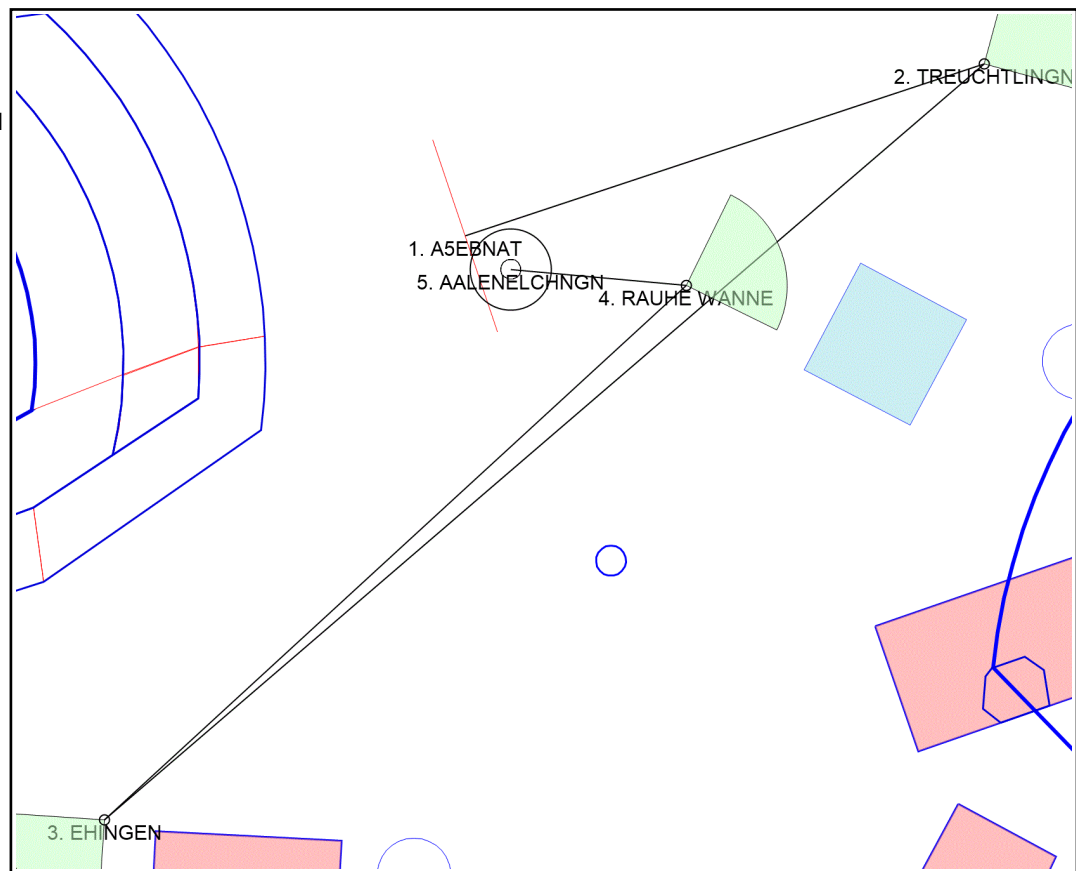 2. TREUCHTLINGN
1. A5EBNAT
5. AALENELCHNGN
4. RAUHE WANNE
3. EHINGEN